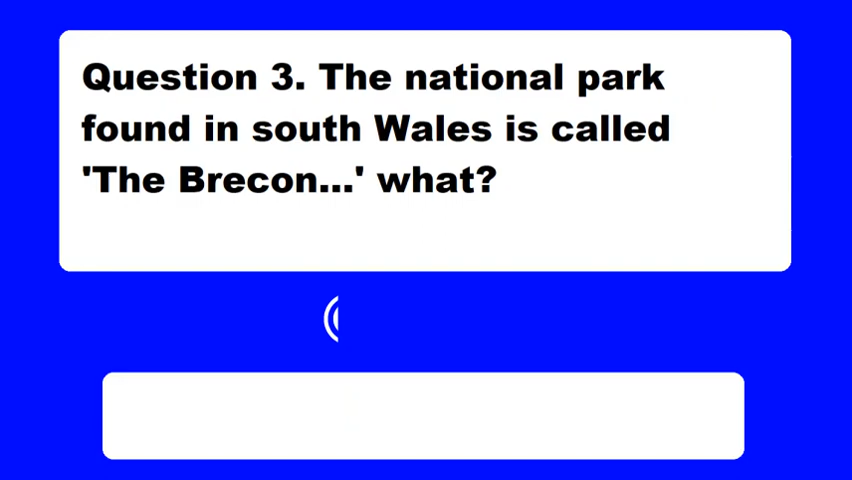 Question 3. The national park
found in south Wales is called
'The Brecon...' what?